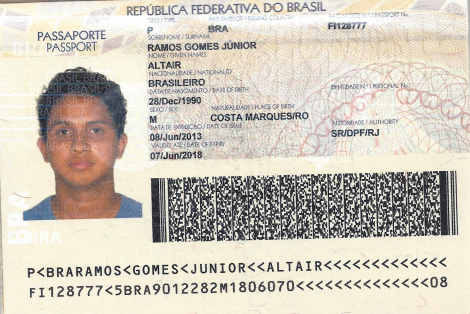 REPÚBLICA FEDERATIVA DO BRASIL
PASSAPORTE
PASSPORT
TIPO / TYPE
PAÍS EMISSOR / ISSUING COUNTRY
PASSAPORTE Nº / PASSPORT No.
P BRA FI128777
SOBRENOME / SURNAME
RAMOS GOMES JÚNIOR
NOME / GIVEN NAMES
ALTAIR
NACIONALIDADE / NATIONALITY
BRASILEIRO
DATA DE NASCIMENTO / DATE OF BIRTH
IDENTIDADE Nº / PERSONAL No.
28/Dec/1990
SEXO / SEX
NATURALIDADE / PLACE OF BIRTH
M COSTA MARQUES/RO
DATA DE EXPEDIÇÃO / DATE OF ISSUE
AUTORIDADE / AUTHORITY
08/Jun/2013 SR/DPF/RJ
VÁLIDO ATÉ / DATE OF EXPIRY
07/Jun/2018
BRA
BRA
P<BRARAMOS<GOMES<JUNIOR<<ALTAIR<<<<<<<<<<<<<
FI128777<5BRA9012282M1806070<<<<<<<<<<<<<<08